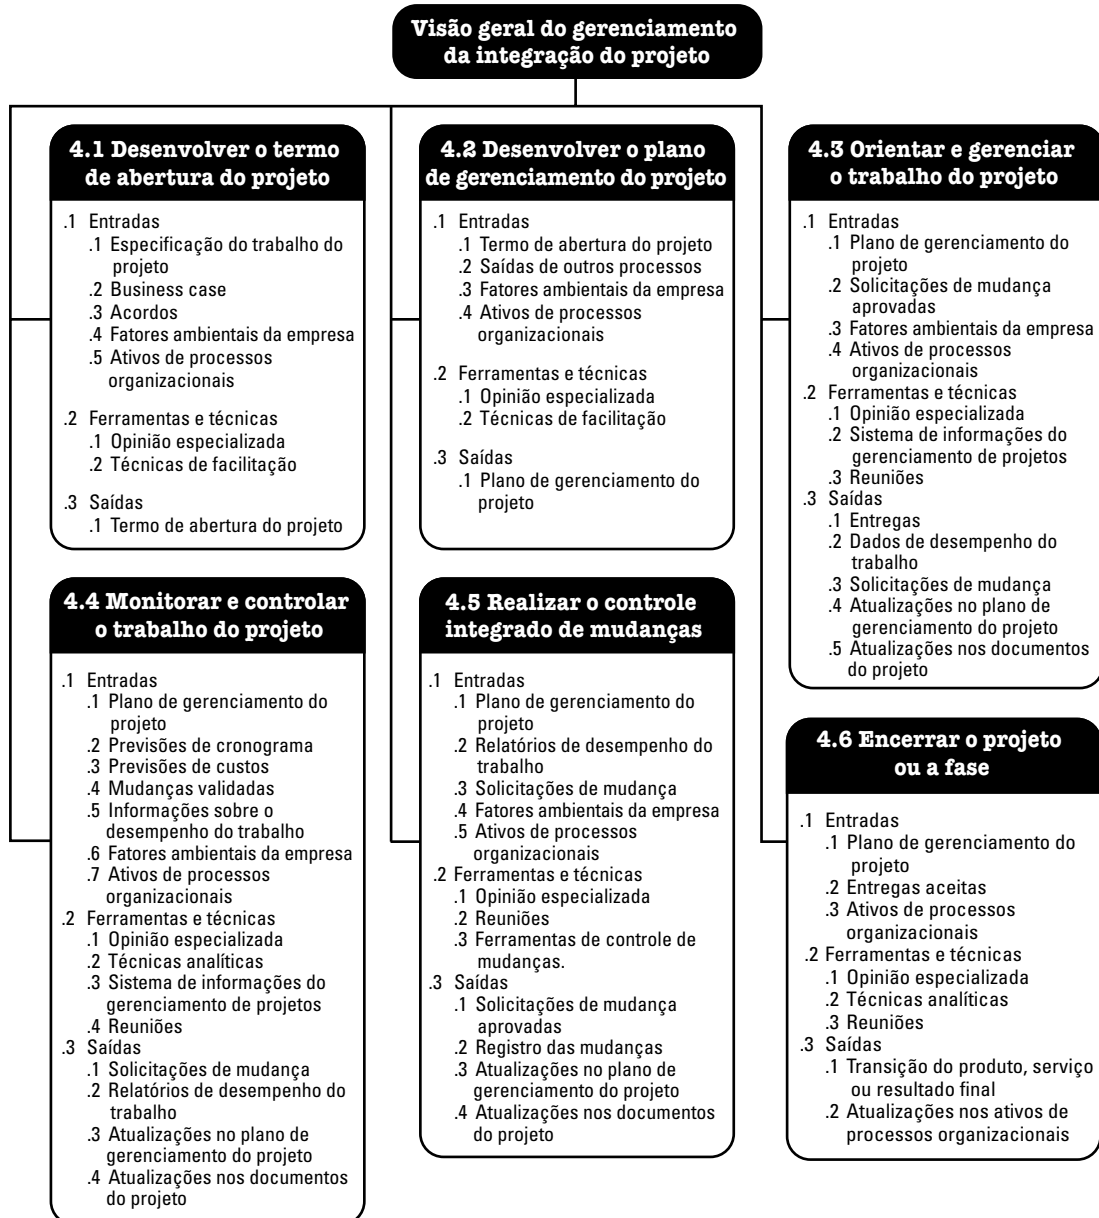 Visão geral do gerenciamento
da integração do projeto
4.1 Desenvolver o termo
de abertura do projeto
.1 Entradas
.1 Especificação do trabalho do
projeto
.2 Business case
.3 Acordos
.4 Fatores ambientais da empresa
.5 Ativos de processos
organizacionais
.2 Ferramentas e técnicas
.1 Opinião especializada
.2 Técnicas de facilitação
.3 Saídas
.1 Termo de abertura do projeto
4.2 Desenvolver o plano
de gerenciamento do projeto
.1 Entradas
.1 Termo de abertura do projeto
.2 Saídas de outros processos
.3 Fatores ambientais da empresa
.4 Ativos de processos
organizacionais
.2 Ferramentas e técnicas
.1 Opinião especializada
.2 Técnicas de facilitação
.3 Saídas
.1 Plano de gerenciamento do
projeto
4.3 Orientar e gerenciar
o trabalho do projeto
.1 Entradas
.1 Plano de gerenciamento do
projeto
.2 Solicitações de mudança
aprovadas
.3 Fatores ambientais da empresa
.4 Ativos de processos
organizacionais
.2 Ferramentas e técnicas
.1 Opinião especializada
.2 Sistema de informações do
gerenciamento de projetos
.3 Reuniões
.3 Saídas
.1 Entregas
.2 Dados de desempenho do
trabalho
.3 Solicitações de mudança
.4 Atualizações no plano de
gerenciamento do projeto
.5 Atualizações nos documentos
do projeto
4.4 Monitorar e controlar
o trabalho do projeto
.1 Entradas
.1 Plano de gerenciamento do
projeto
.2 Previsões de cronograma
.3 Previsões de custos
.4 Mudanças validadas
.5 Informações sobre o
desempenho do trabalho
.6 Fatores ambientais da empresa
.7 Ativos de processos
organizacionais
.2 Ferramentas e técnicas
.1 Opinião especializada
.2 Técnicas analíticas
.3 Sistema de informações do
gerenciamento de projetos
.4 Reuniões
.3 Saídas
.1 Solicitações de mudança
.2 Relatórios de desempenho do
trabalho
.3 Atualizações no plano de
gerenciamento do projeto
.4 Atualizações nos documentos
do projeto
4.5 Realizar o controle
integrado de mudanças
.1 Entradas
.1 Plano de gerenciamento do
projeto
.2 Relatórios de desempenho do
trabalho
.3 Solicitações de mudança
.4 Fatores ambientais da empresa
.5 Ativos de processos
organizacionais
.2 Ferramentas e técnicas
.1 Opinião especializada
.2 Reuniões
.3 Ferramentas de controle de
mudanças.
.3 Saídas
.1 Solicitações de mudança
aprovadas
.2 Registro das mudanças
.3 Atualizações no plano de
gerenciamento do projeto
.4 Atualizações nos documentos
do projeto
4.6 Encerrar o projeto
ou a fase
.1 Entradas
.1 Plano de gerenciamento do
projeto
.2 Entregas aceitas
.3 Ativos de processos
organizacionais
.2 Ferramentas e técnicas
.1 Opinião especializada
.2 Técnicas analíticas
.3 Reuniões
.3 Saídas
.1 Transição do produto, serviço
ou resultado final
.2 Atualizações nos ativos de
processos organizacionais